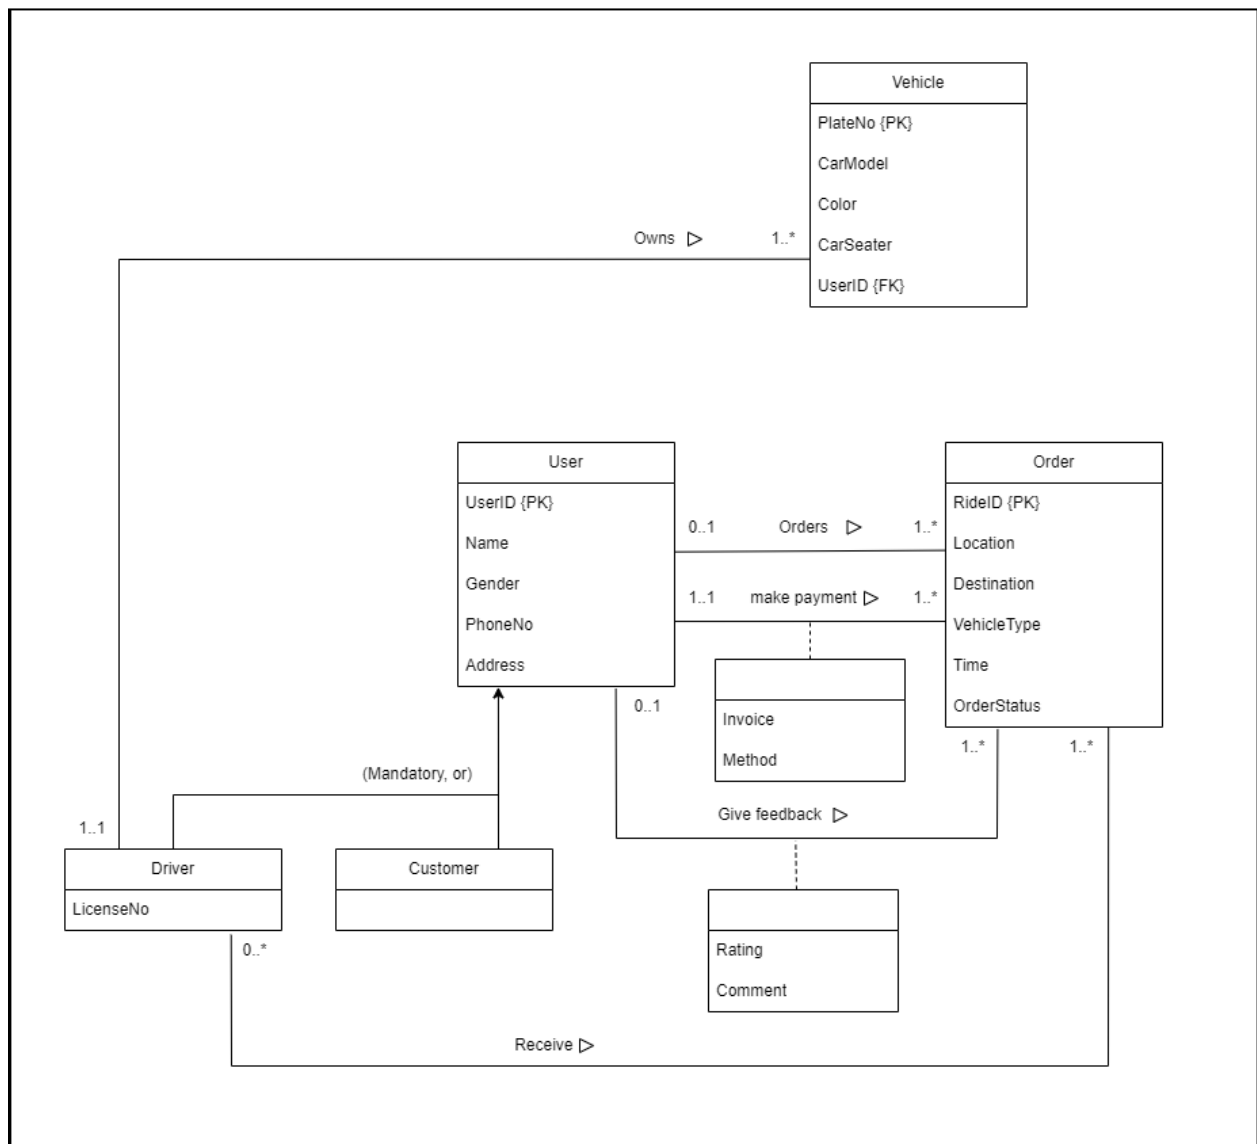 Vehicle
PlateNo {PK}
CarModel
Color
CarSeater
UserID {FK}
Owns
1..*
User
UserID {PK}
Name
Gender
PhoneNo
Address
Order
RideID {PK}
Location
Destination
VehicleType
Time
OrderStatus
0..1
Orders
1..*
1..1
make payment
1..*
Invoice
Method
0..1
1..*
1..*
(Mandatory, or)
Give feedback
1..1
Driver
LicenseNo
Customer
0..*
Rating
Comment
Receive